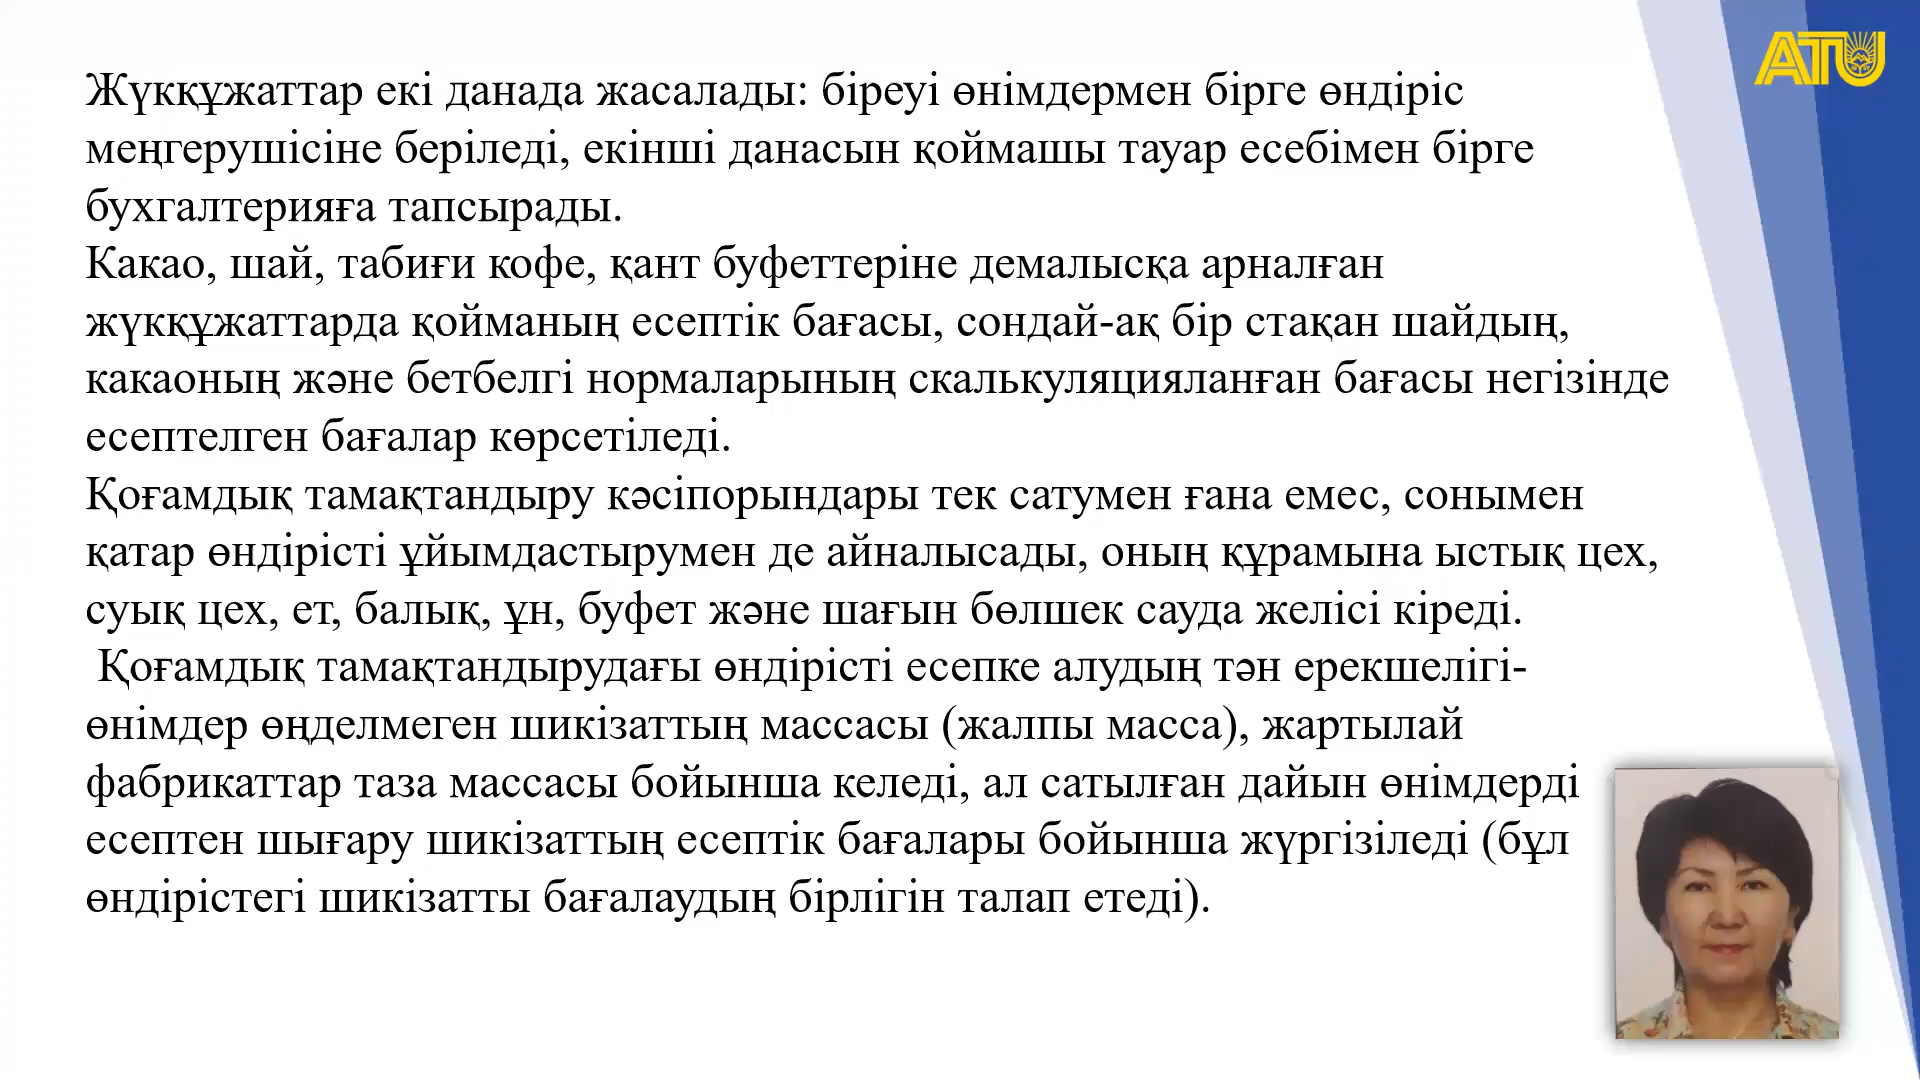 ATU
Жүкқұжаттар екі данада жасалады: біреуі өнімдермен бірге өндіріс
меңгерушісіне беріледі, екінші данасын қоймашы тауар есебімен бірге
бухгалтерияға тапсырады.
Какао, шай, табиғи кофе, қант буфеттеріне демалысқа арналған
жүкқұжаттарда қойманың есептік бағасы, сондай-ақ бір стақан шайдың,
какаоның және бетбелгі нормаларының скалькуляцияланған бағасы негізінде
есептелген бағалар көрсетіледі.
Қоғамдық тамақтандыру кәсіпорындары тек сатумен ғана емес, сонымен
қатар өндірісті ұйымдастырумен де айналысады, оның құрамына ыстық цех,
суық цех, ет, балық, ұн, буфет және шағын бөлшек сауда желісі кіреді.
Қоғамдық тамақтандырудағы өндірісті есепке алудың тән ерекшелігі-
өнімдер өңделмеген шикізаттың массасы (жалпы масса), жартылай
фабрикаттар таза массасы бойынша келеді, ал сатылған дайын өнімдерді
есептен шығару шикізаттың есептік бағалары бойынша жүргізіледі (бұл
өндірістегі шикізатты бағалаудың бірлігін талап етеді).